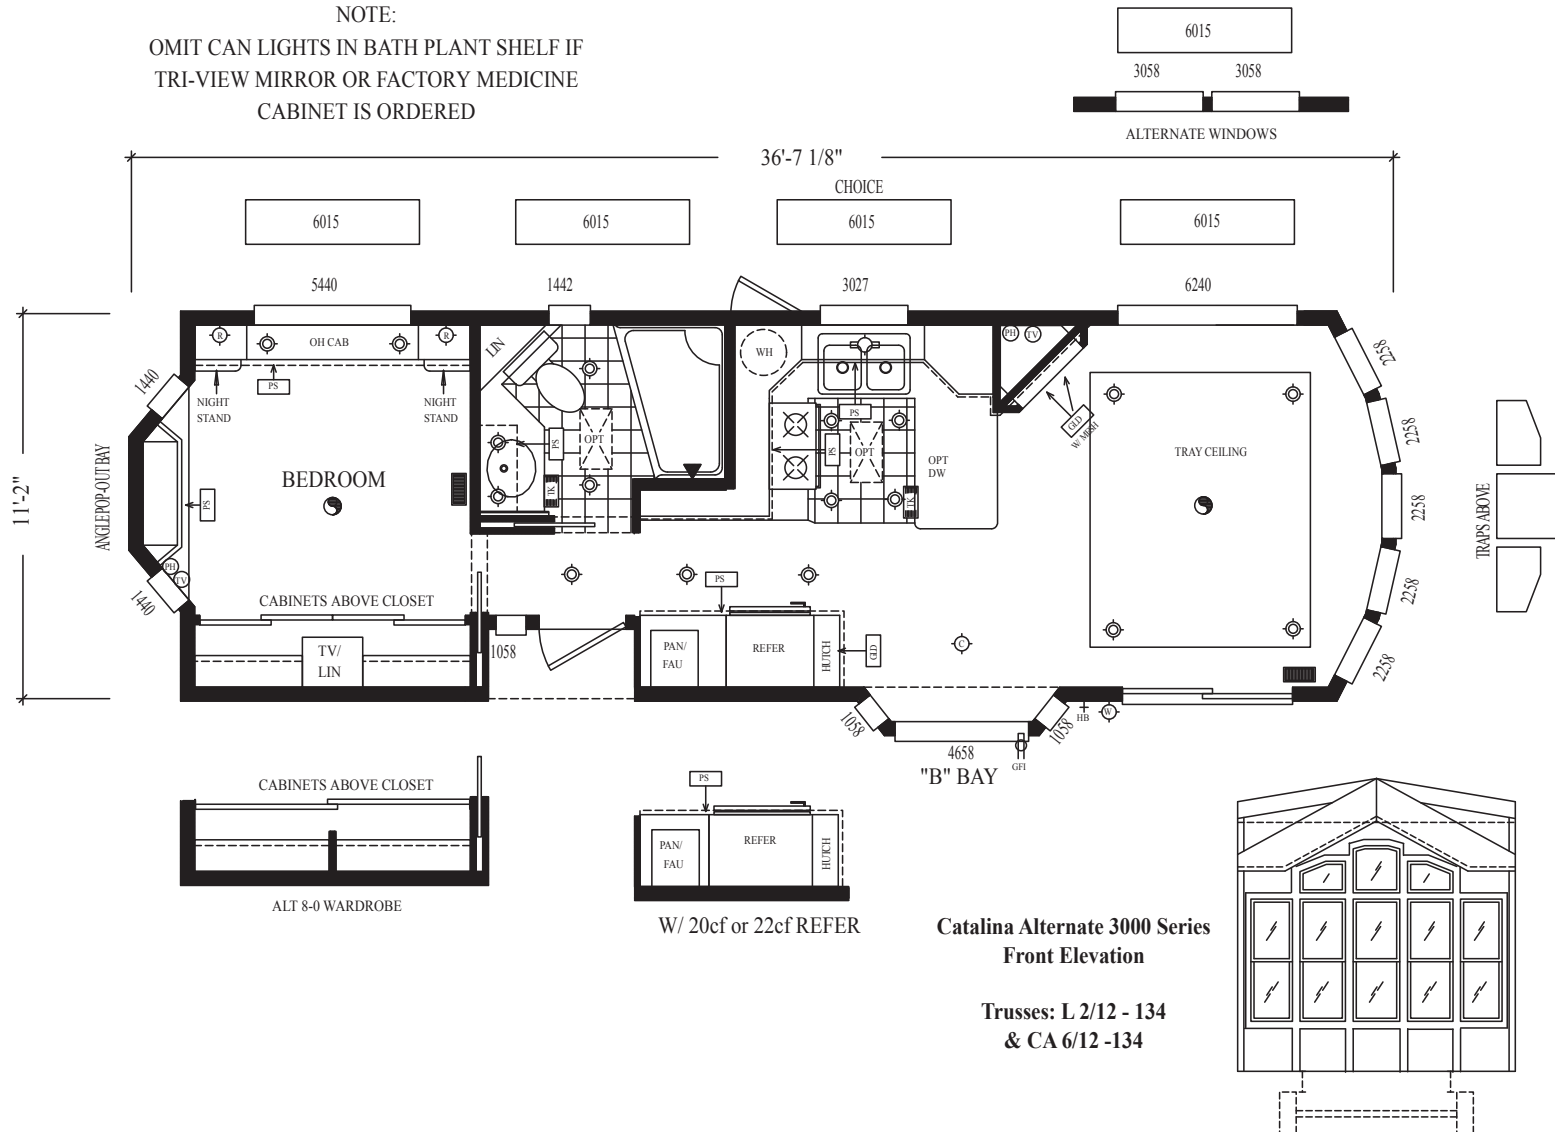 NOTE:
OMIT CAN LIGHTS IN BATH PLANT SHELF IF
TRI-VIEW MIRROR OR FACTORY MEDICINE
CABINET IS ORDERED
6015
3058
3058
ALTERNATE WINDOWS
36'-7 1/8"
CHOICE
6015
6015
6015
6015
5440
1442
3027
6240
11'-2"
ANGLE POP-OUT BAY
1440
1440
R
OH CAB
R
PS
NIGHT
STAND
NIGHT
STAND
BEDROOM
PS
PH
TV
CABINETS ABOVE CLOSET
TV/
LIN
LIN
PS
OPT
TK
WH
PS
PS
OPT
TK
OPT
DW
PH
TV
GLD
W/ MESH
TRAY CEILING
2258
2258
2258
2258
2258
TRAPS ABOVE
1058
PS
PAN/
FAU
REFER
HUTCH
GLD
C
1058
4658
1058
"B" BAY
GFI
HB
W
CABINETS ABOVE CLOSET
ALT 8-0 WARDROBE
PS
PAN/
FAU
REFER
HUTCH
W/ 20cf or 22cf REFER
Catalina Alternate 3000 Series
Front Elevation
Trusses: L 2/12 - 134
& CA 6/12 -134